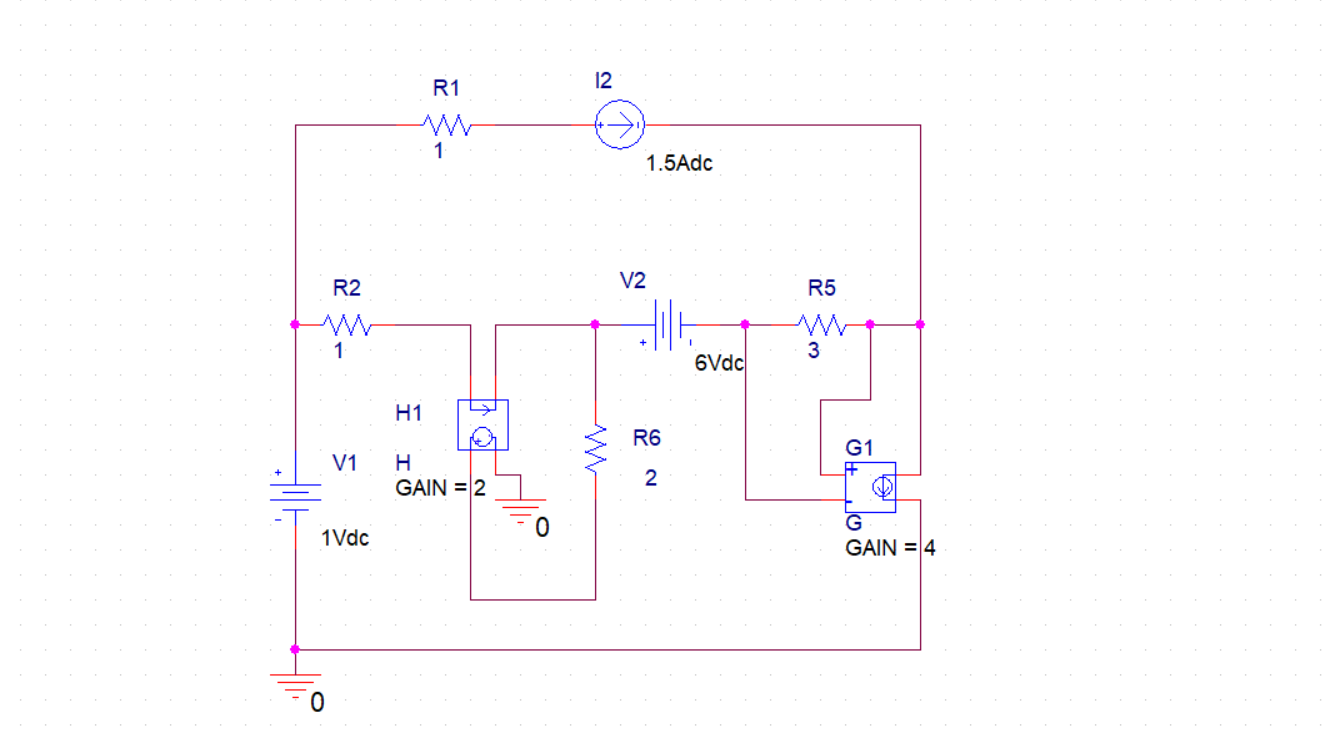 I2
R1
1
1.5Adc
V2
R2
R5
1
3
6Vdc
H1
R6
G1
V1
H
2
GAIN = 2
+
-
G
0
1Vdc
GAIN = 4
0